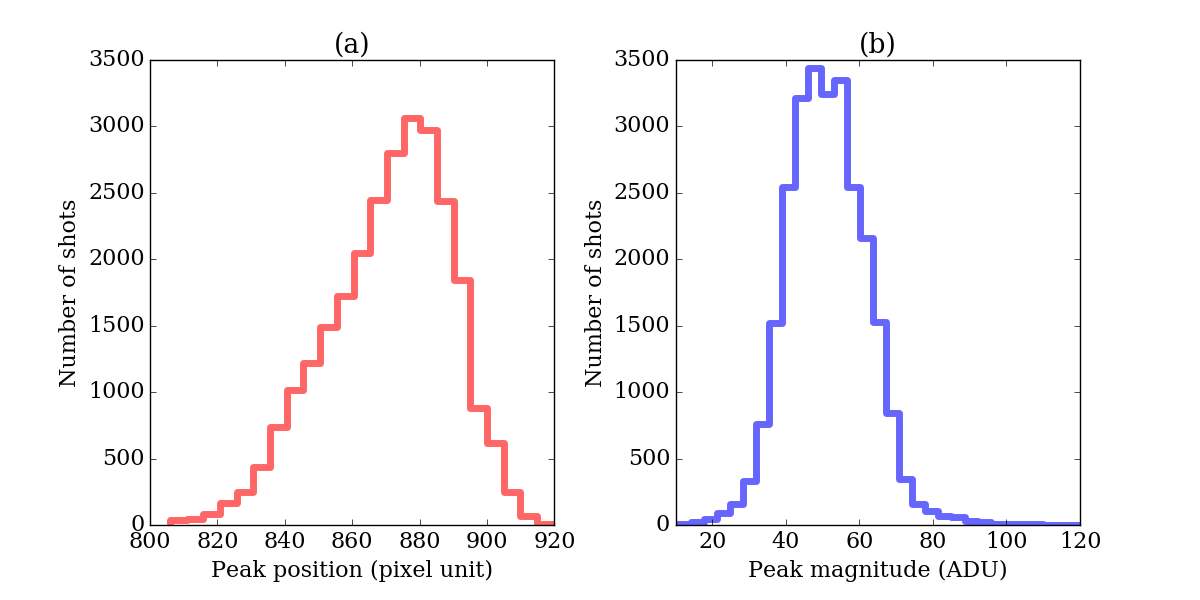 (a)
3500
3000
2500
2000
1500
1000
500
0
800 820 840 860 880 900 920
Peak position (pixel unit)
Number of shots
(b)
3500
3000
2500
2000
1500
1000
500
0
20 40 60 80 100 120
Peak magnitude (ADU)
Number of shots